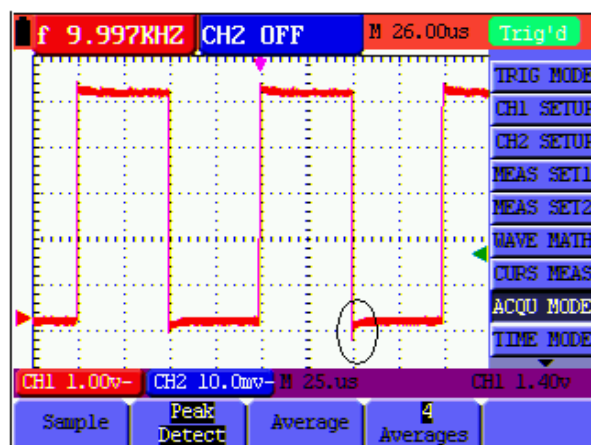 f 9.997KHZ CH2 OFF M 26.00us Trig'd
TRIG MODE
CH1 SETUP
CH2 SETUP
MEAS SET1
MEAS SET2
WAVE MATH
CURS MEAS
ACQU MODE
TIME MODE
CH1 1.00v- CH2 10.0mv- M 25.us CH1 1.40v
Sample
Peak
Detect
Average
4
Averages